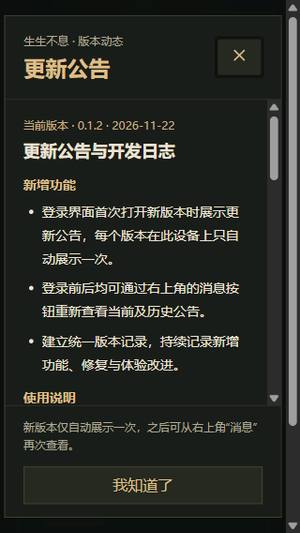 生生不息 · 版本动态
更新公告
×
当前版本 · 0.1.2 · 2026-11-22
更新公告与开发日志
新增功能
• 登录界面首次打开新版本时展示更
新公告，每个版本在此设备上只自
动展示一次。
• 登录前后均可通过右上角的消息按
钮重新查看当前及历史公告。
• 建立统一版本记录，持续记录新增
功能、修复与体验改进。
使用说明
新版本仅自动展示一次，之后可从右上角“消息”
再次查看。
我知道了